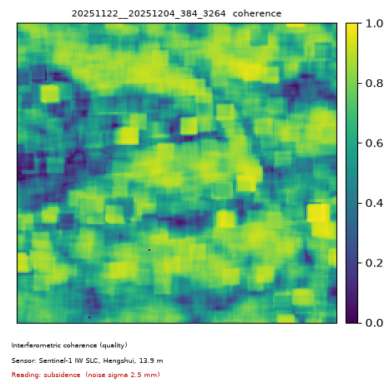 20251122__20251204_384_3264 coherence
1.0
0.8
0.6
0.4
0.2
0.0
Interferometric coherence (quality)
Sensor: Sentinel-1 IW SLC, Hengshui, 13.9 m
Reading: subsidence (noise sigma 2.5 mm)